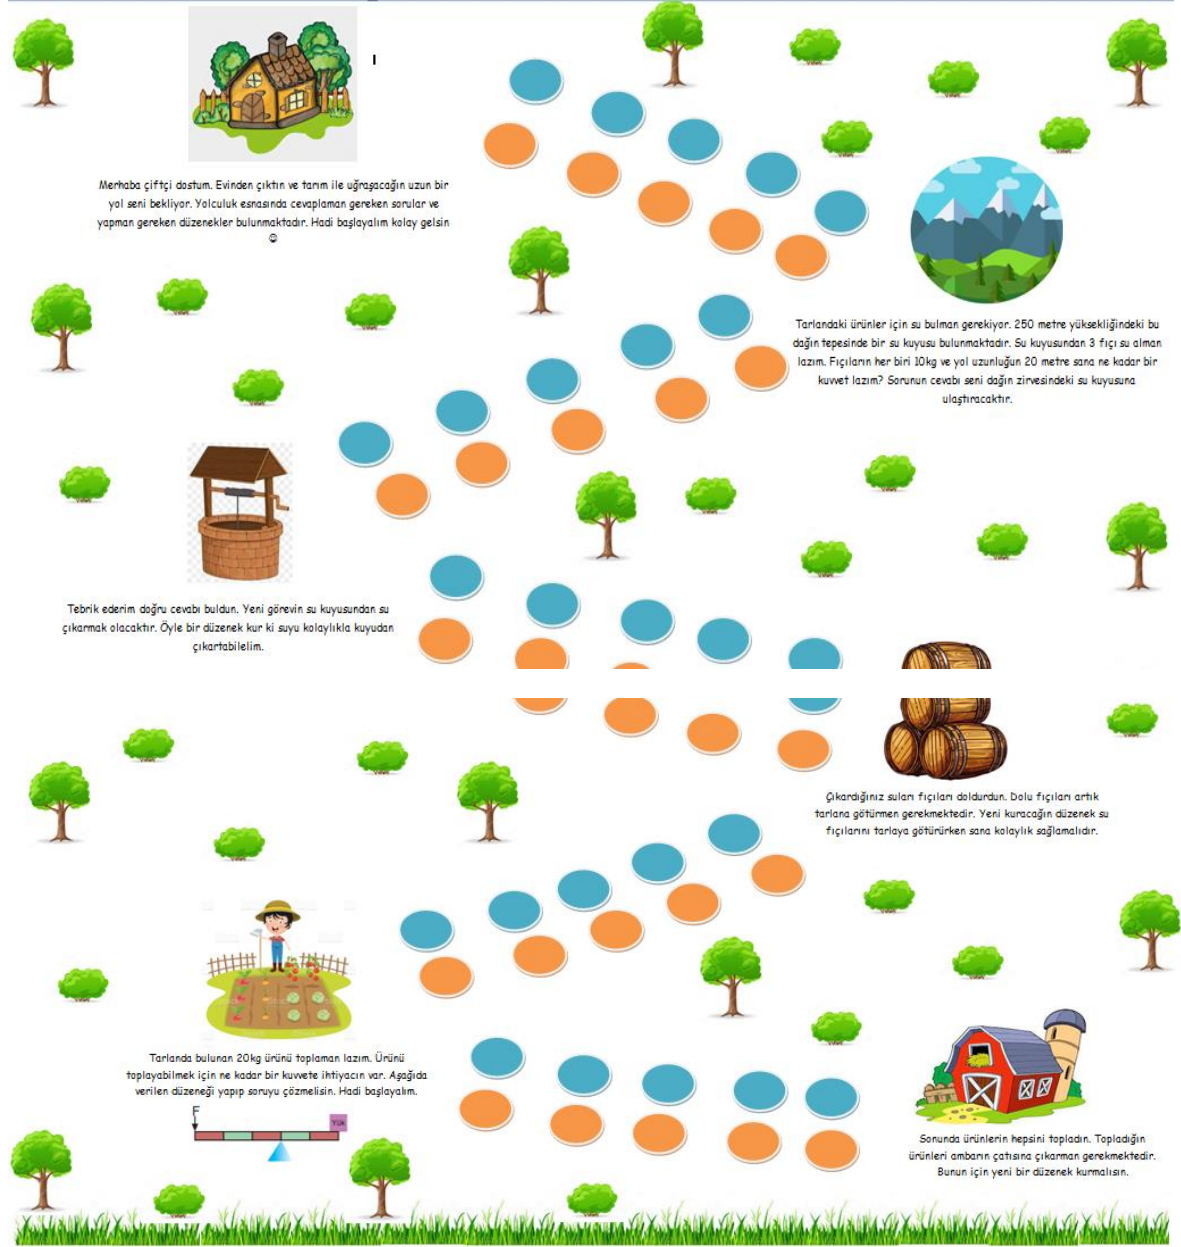 Merhaba çiftçi dostum. Evinden çıktın ve tarım ile uğraşacağın uzun bir
yol seni bekliyor. Yolculuk esnasında cevaplaman gereken sorular ve
yapman gereken düzenekler bulunmaktadır. Hadi başlayalım kolay gelsin
☺
Tarlandaki ürünler için su bulman gerekiyor. 250 metre yüksekliğindeki bu
dağın tepesinde bir su kuyusu bulunmaktadır. Su kuyusundan 3 fıçı su alman
lazım. Fıçıların her biri 10kg ve yol uzunluğun 20 metre sana ne kadar bir
kuvvet lazım? Sorunun cevabı seni dağın zirvesindeki su kuyusuna
ulaştıracaktır.
Tebrik ederim doğru cevabı buldun. Yeni görevin su kuyusundan su
çıkarmak olacaktır. Öyle bir düzenek kur ki suyu kolaylıkla kuyudan
çıkartabilelim.
Çıkardığınız suları fıçıları doldurdun. Dolu fıçıları artık
tarlana götürmen gerekmektedir. Yeni kuracağın düzenek su
fıçılarını tarlaya götürürken sana kolaylık sağlamalıdır.
Tarlanda bulunan 20kg ürünü toplaman lazım. Ürünü
toplayabilmek için ne kadar bir kuvvete ihtiyacın var. Aşağıda
verilen düzeneği yapıp soruyu çözmelisin. Hadi başlayalım.
F
Yük
Sonunda ürünlerin hepsini topladın. Topladığın
ürünleri ambarın çatısına çıkarman gerekmektedir.
Bunun için yeni bir düzenek kurmalısın.